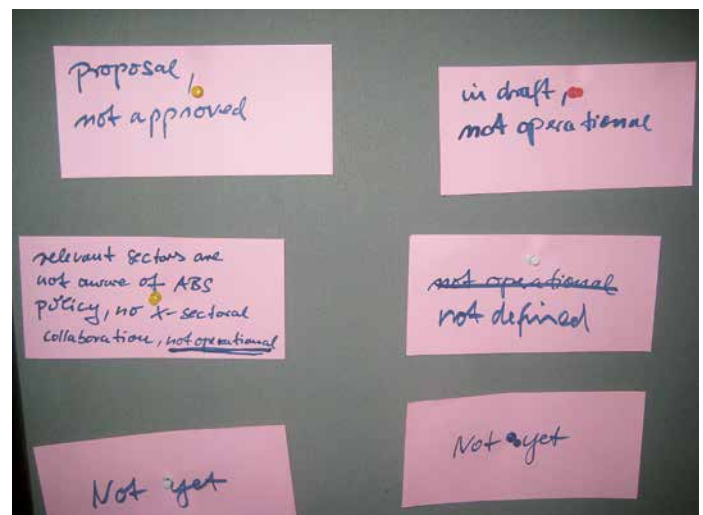 proposal,
not approved
in draft,
not operational
relevant sectors are
not aware of ABS
policy, no x-sectoral
collaboration, not operational
not operational
not defined
Not yet
Not yet